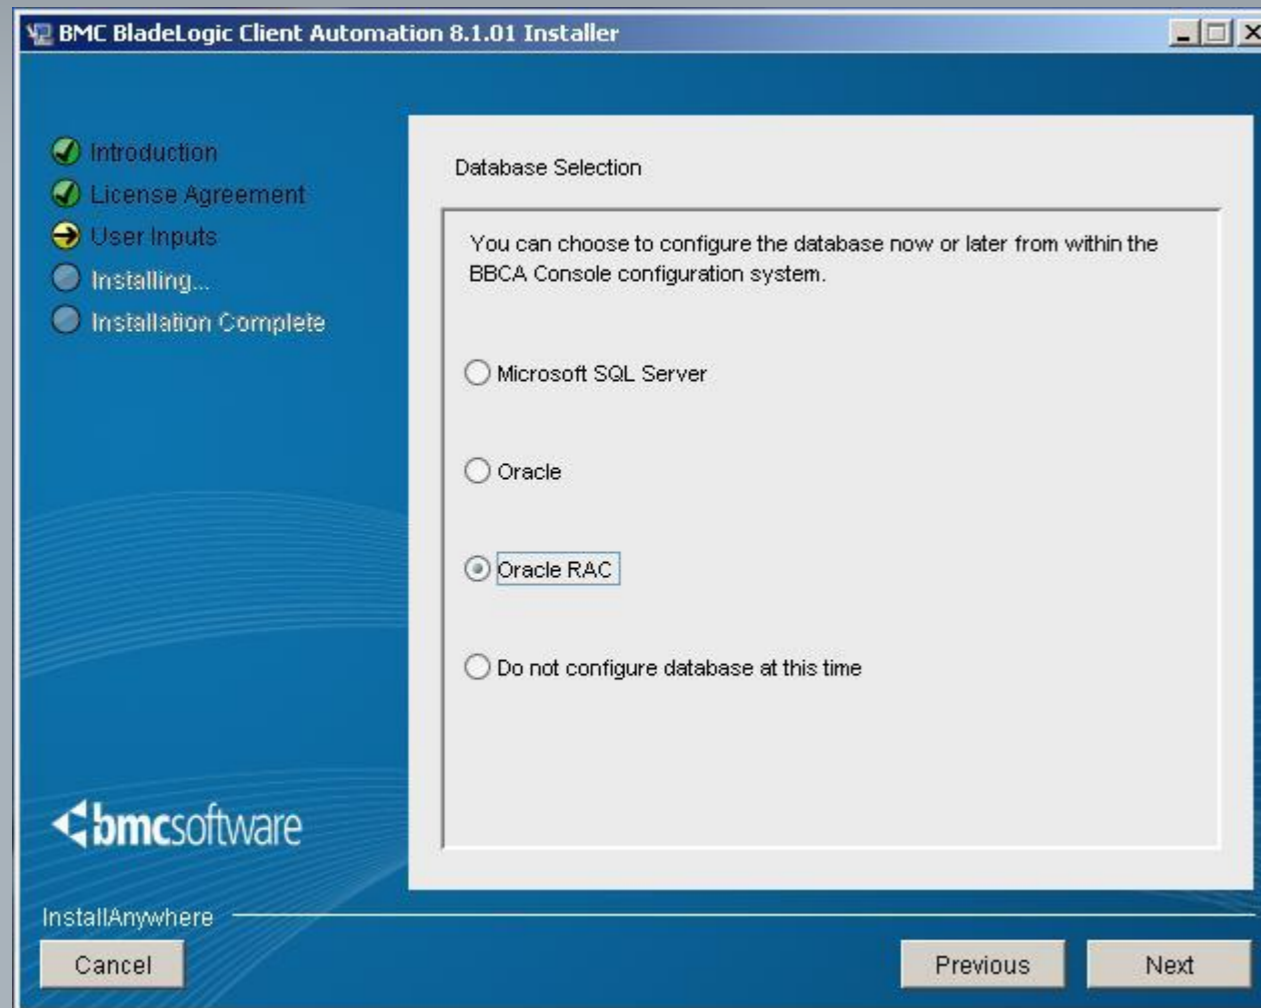 BMC BladeLogic Client Automation 8.1.01 Installer
Introduction
License Agreement
User Inputs
Installing...
Installation Complete
Database Selection
You can choose to configure the database now or later from within the
BBCA Console configuration system.
Microsoft SQL Server
Oracle
Oracle RAC
Do not configure database at this time
bmcsoftware
InstallAnywhere
Cancel
Previous
Next